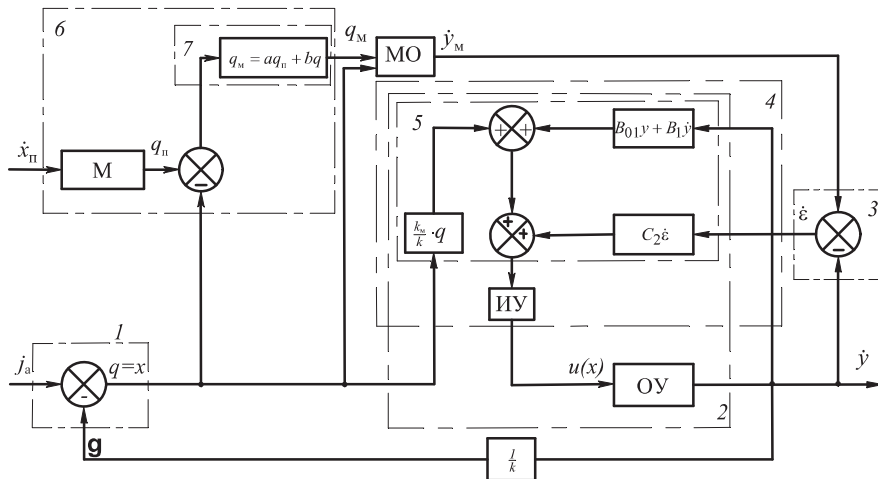 6
7
q_м
ẏ_м
q_м = aq_п + bq
МО
4
5
+ +
B_01 y + B_1 ẏ
ẋ_п
М
q_п
−
3
ε̇
k_м/k · q
+ +
C_2 ε̇
−
ИУ
1
j̇_а
q=x
-
u(x)
ОУ
ẏ
2
g
1/k